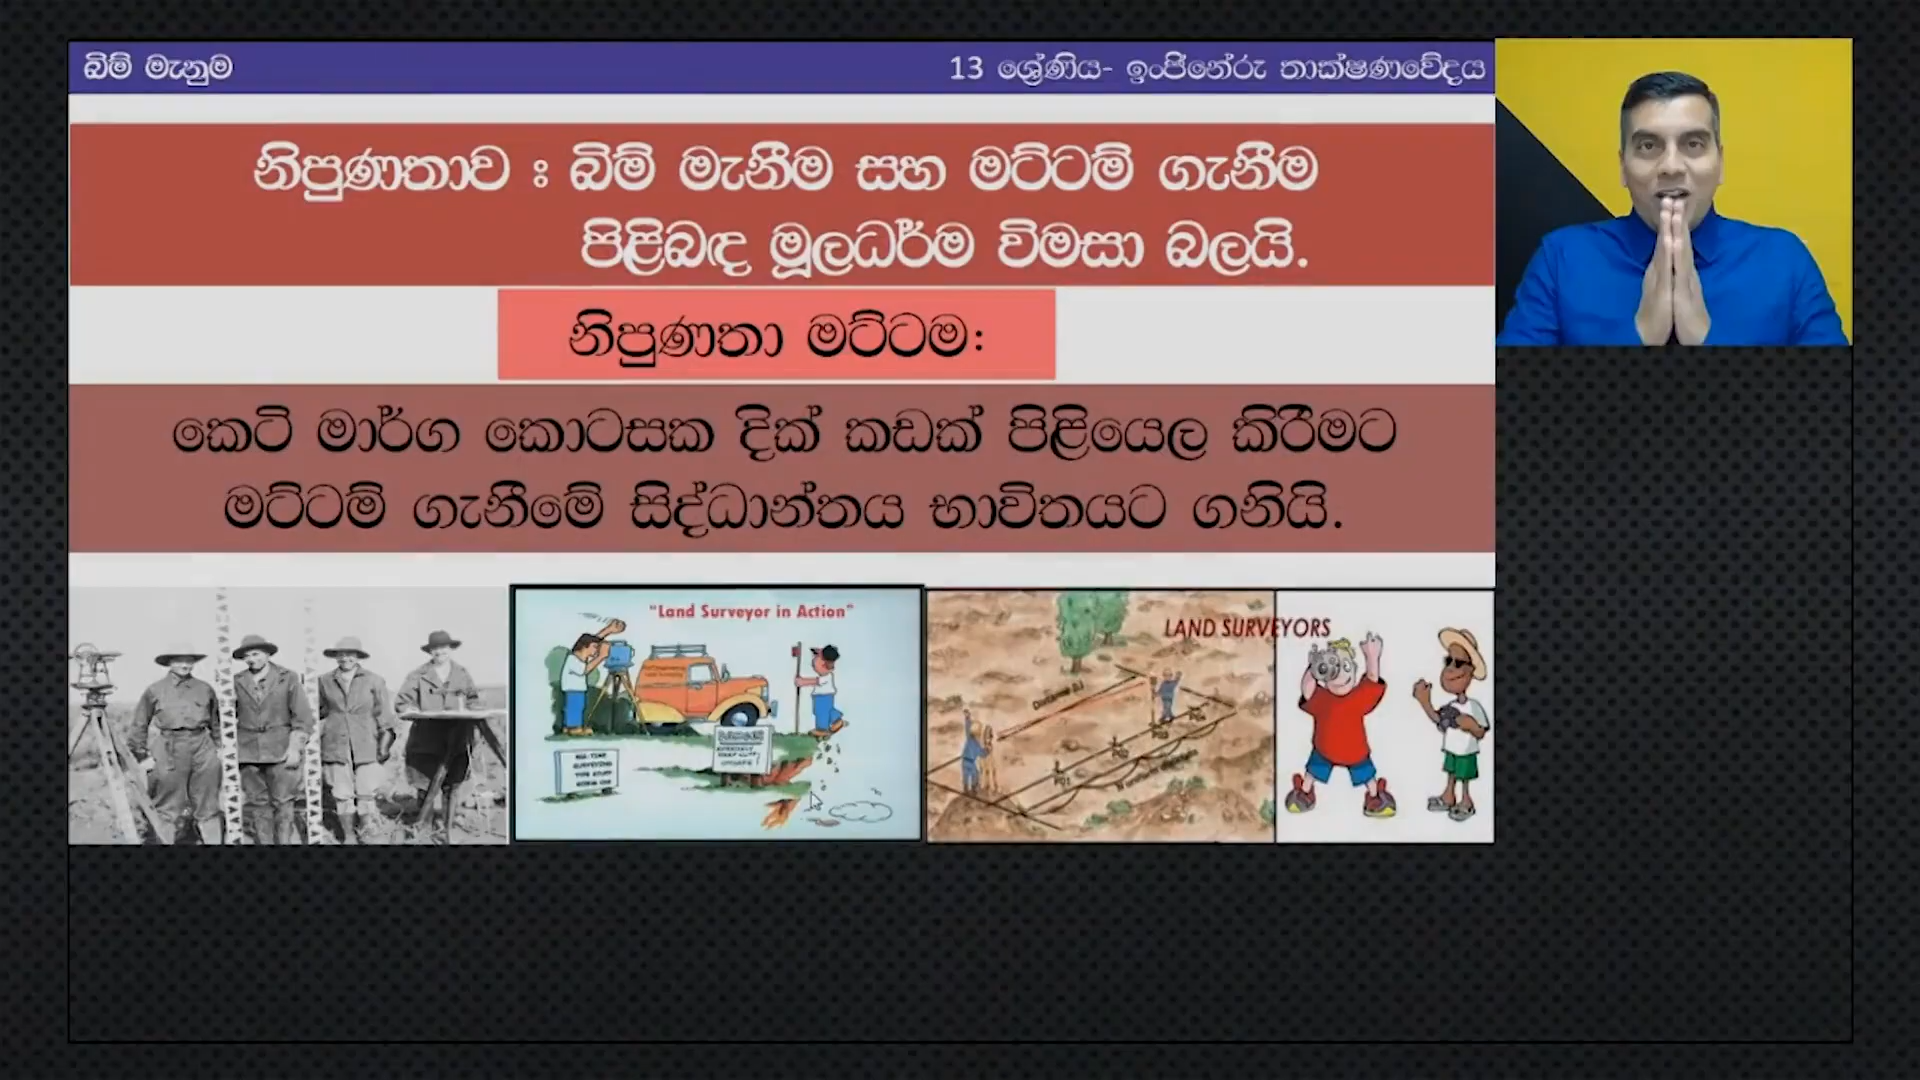 බිම් මැනුම
13 ශ්‍රේණිය- ඉංජිනේරු තාක්ෂණවේදය
නිපුණතාව : බිම් මැනීම සහ මට්ටම් ගැනීම
පිළිබඳ මූලධර්ම විමසා බලයි.
නිපුණතා මට්ටම:
කෙටි මාර්ග කොටසක දික් කඩක් පිළියෙල කිරීමට
මට්ටම් ගැනීමේ සිද්ධාන්තය භාවිතයට ගනියි.
"Land Surveyor in Action"
LAND SURVEYORS